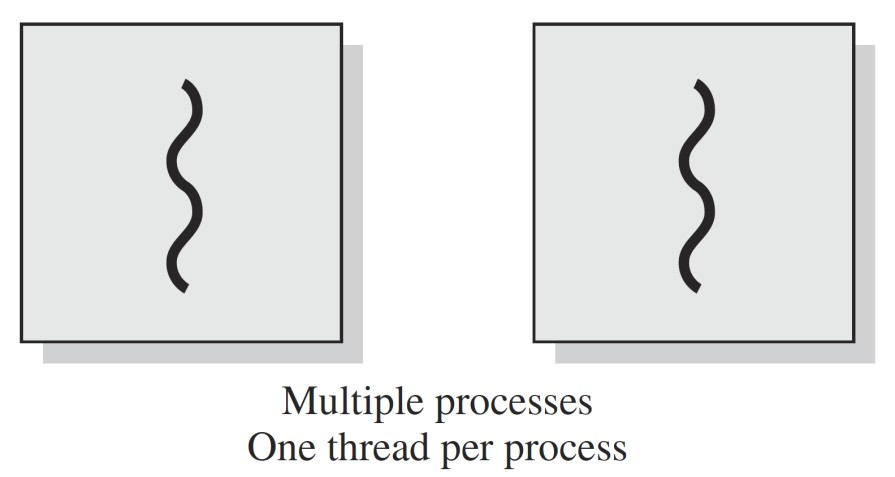 Multiple processes
One thread per process